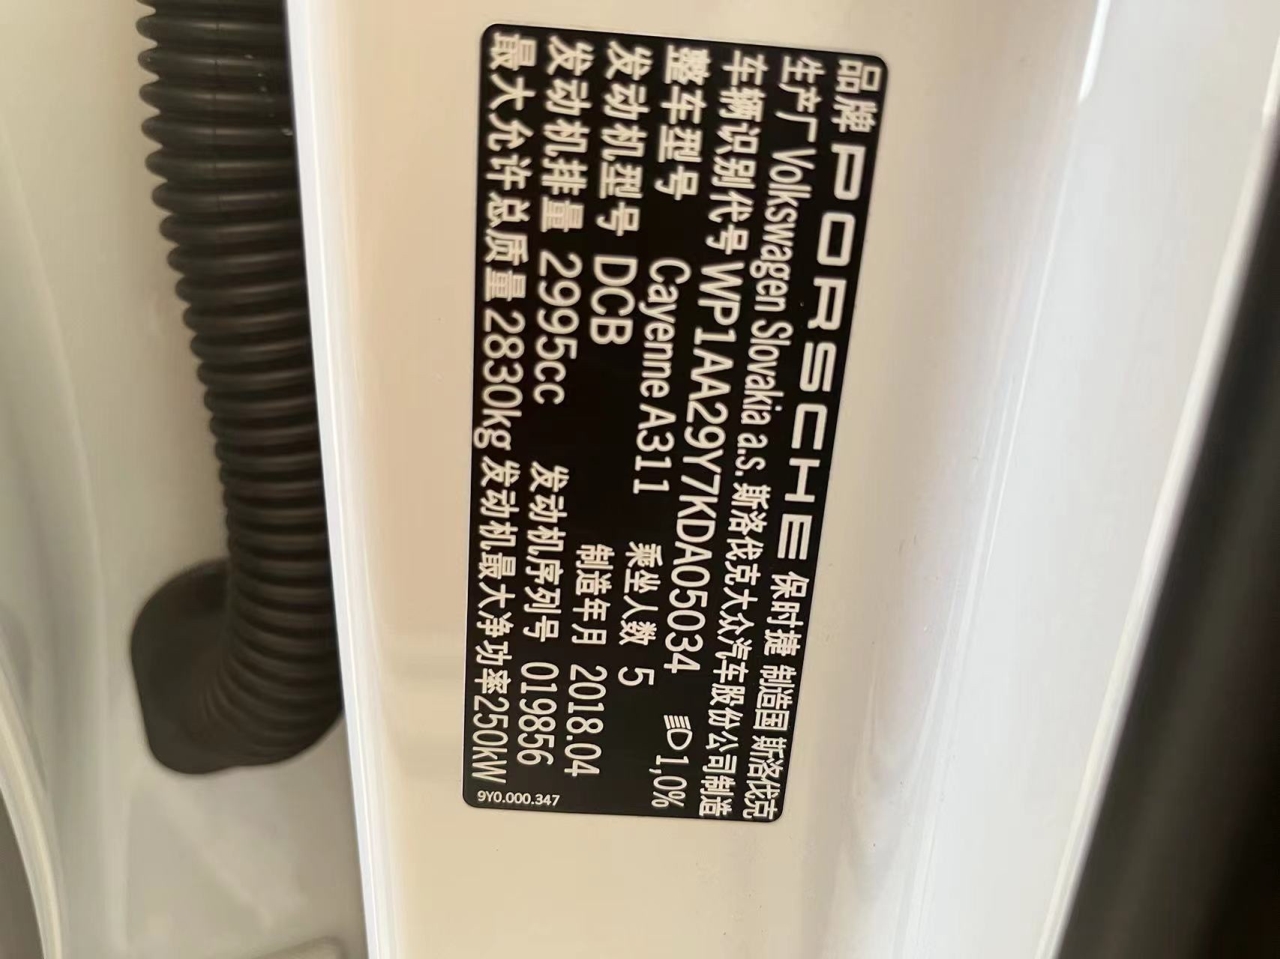 品牌 PORSCHE 保时捷 制造国 斯洛伐克
生产厂 Volkswagen Slovakia a.s. 斯洛伐克大众汽车股份公司制造
车辆识别代号 WP1AA29Y7KDA05034
整车型号 Cayenne A311 乘坐人数 5 1,0%
发动机型号 DCB 制造年月 2018.04
发动机排量 2995cc 发动机序列号 019856
最大允许总质量 2830kg 发动机最大净功率250kW
9Y0.000.347